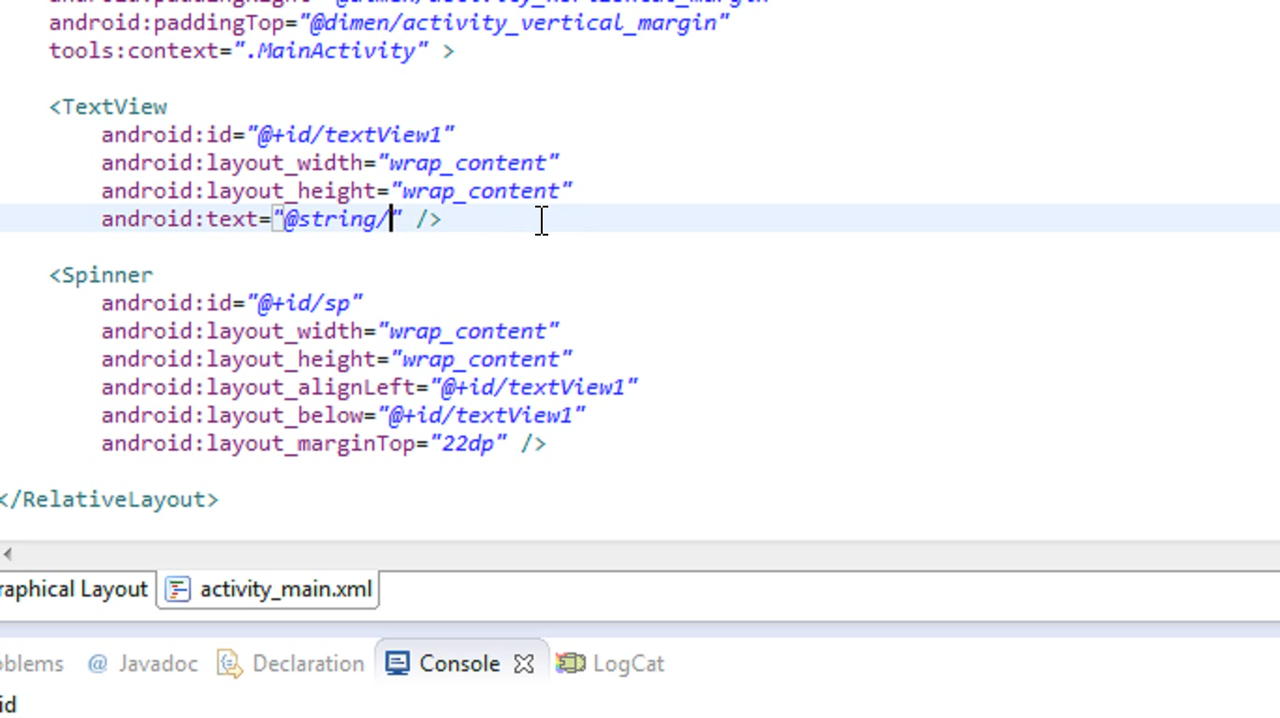 android:paddingTop="@dimen/activity_vertical_margin"
tools:context=".MainActivity" >
<TextView
android:id="@+id/textView1"
android:layout_width="wrap_content"
android:layout_height="wrap_content"
android:text="@string/" />
<Spinner
android:id="@+id/sp"
android:layout_width="wrap_content"
android:layout_height="wrap_content"
android:layout_alignLeft="@+id/textView1"
android:layout_below="@+id/textView1"
android:layout_marginTop="22dp" />
</RelativeLayout>
raphical Layout activity_main.xml
oblems @ Javadoc Declaration Console LogCat
id